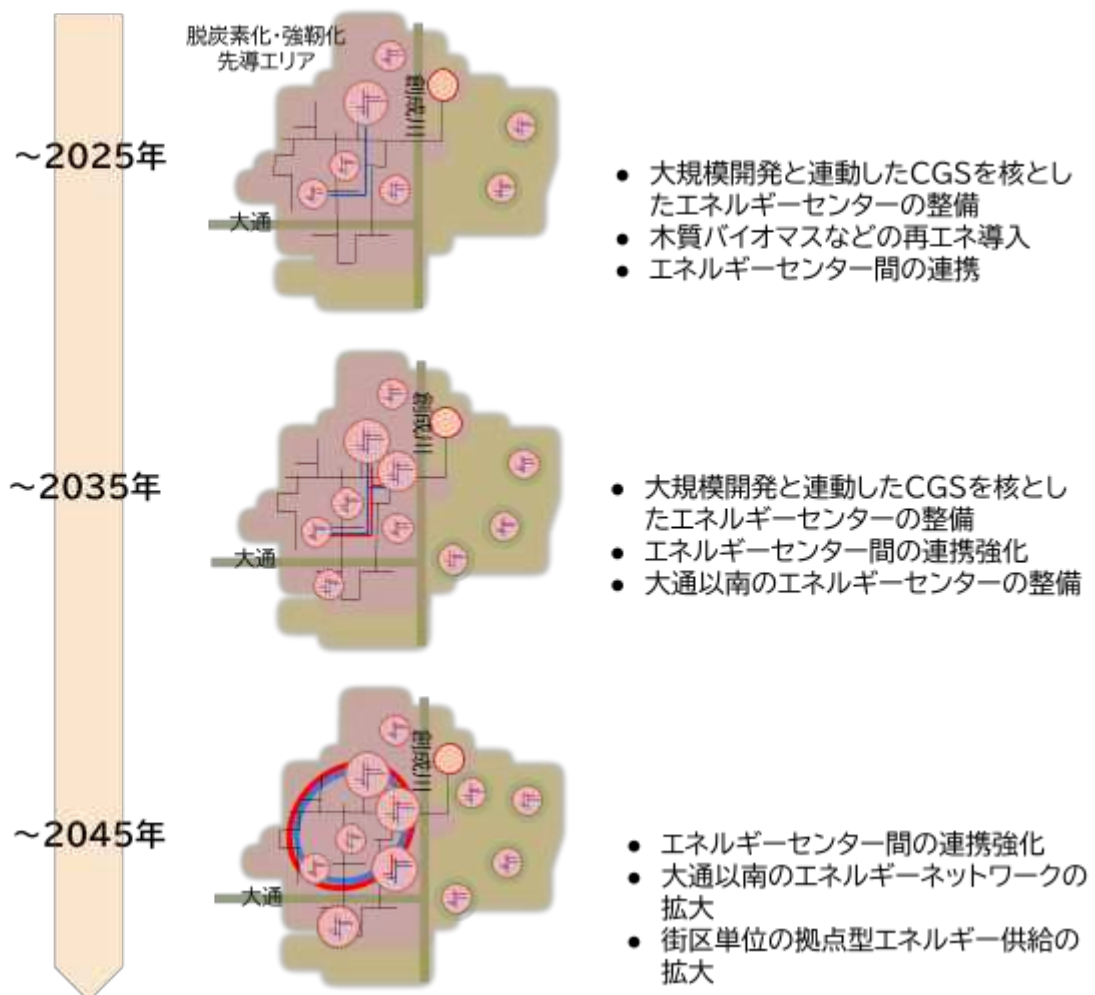 脱炭素化・強靭化
先導エリア
創成川
～2025年
大通
● 大規模開発と連動したCGSを核とし
たエネルギーセンターの整備
● 木質バイオマスなどの再エネ導入
● エネルギーセンター間の連携
創成川
～2035年
大通
● 大規模開発と連動したCGSを核とし
たエネルギーセンターの整備
● エネルギーセンター間の連携強化
● 大通以南のエネルギーセンターの整備
創成川
～2045年
大通
● エネルギーセンター間の連携強化
● 大通以南のエネルギーネットワークの
拡大
● 街区単位の拠点型エネルギー供給の
拡大